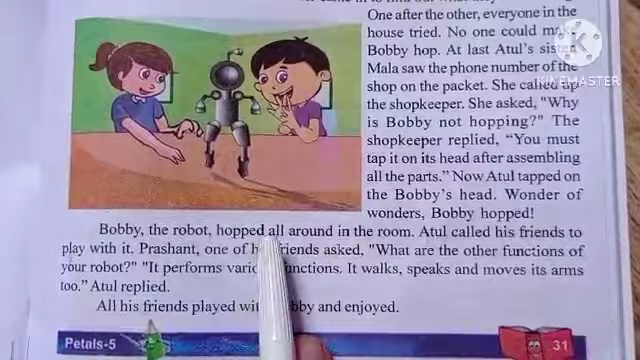 One after the other, everyone in the
house tried. No one could make
Bobby hop. At last Atul's sister
Mala saw the phone number of the
shop on the packet. She called up
the shopkeeper. She asked, "Why
is Bobby not hopping?" The
shopkeeper replied, "You must
tap it on its head after assembling
all the parts." Now Atul tapped on
the Bobby's head. Wonder of
wonders, Bobby hopped!
Bobby, the robot, hopped all around in the room. Atul called his friends to
play with it. Prashant, one of his friends asked, "What are the other functions of
your robot?" "It performs various functions. It walks, speaks and moves its arms
too." Atul replied.
All his friends played with Bobby and enjoyed.
Petals-5
31
KINEMASTER